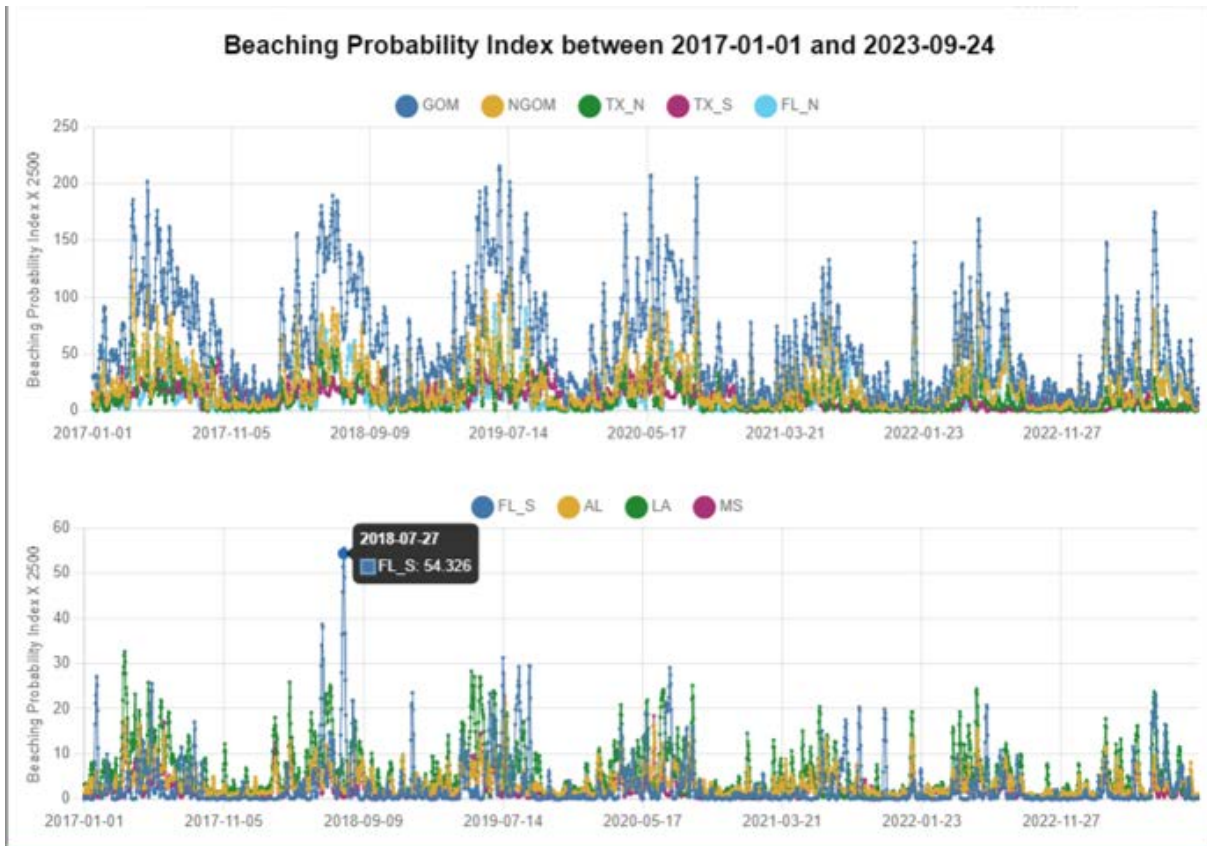 Beaching Probability Index between 2017-01-01 and 2023-09-24
GOM NGOM TX_N TX_S FL_N
Beaching Probability Index X 2500
250
200
150
100
50
0
2017-01-01 2017-11-05 2018-09-09 2019-07-14 2020-05-17 2021-03-21 2022-01-23 2022-11-27
FL_S AL LA MS
Beaching Probability Index X 2500
60
50
40
30
20
10
0
2018-07-27
FL_S: 54.326
2017-01-01 2017-11-05 2018-09-09 2019-07-14 2020-05-17 2021-03-21 2022-01-23 2022-11-27